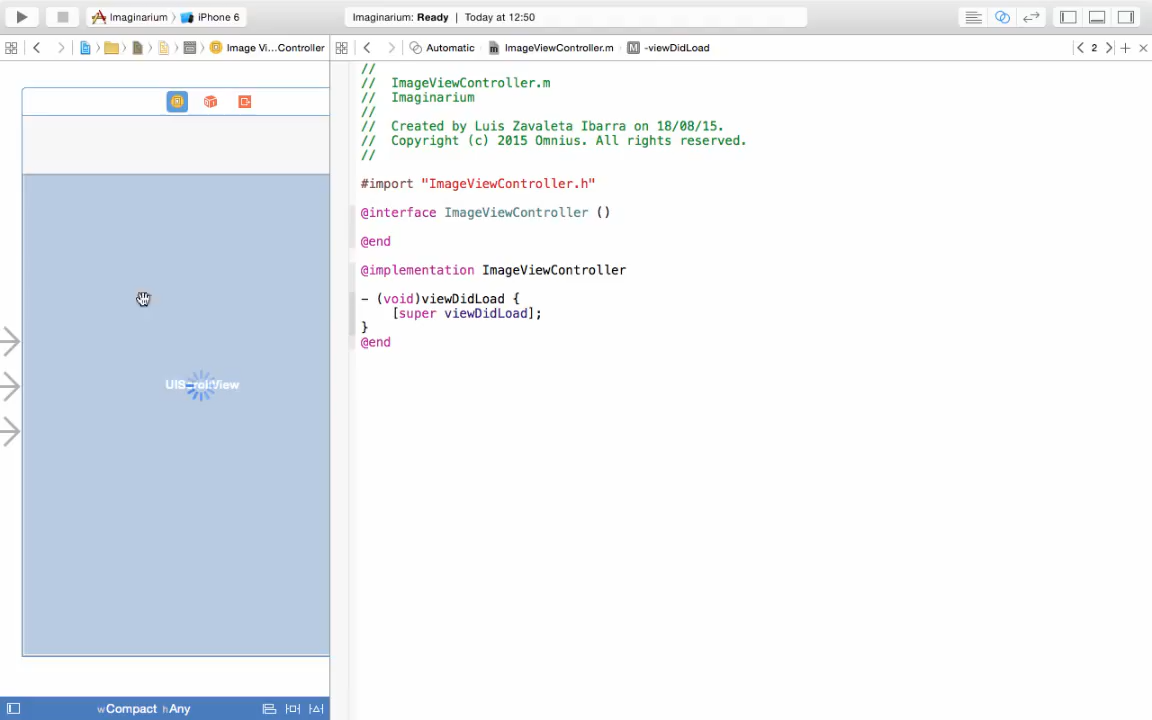 Imaginarium
iPhone 6
Imaginarium: Ready | Today at 12:50
Image Vi...Controller
Automatic
ImageViewController.m
M -viewDidLoad
2
//
//  ImageViewController.m
//  Imaginarium
//
//  Created by Luis Zavaleta Ibarra on 18/08/15.
//  Copyright (c) 2015 Omnius. All rights reserved.
//
#import "ImageViewController.h"
@interface ImageViewController ()
@end
@implementation ImageViewController
- (void)viewDidLoad {
    [super viewDidLoad];
}
@end
UIScrollView
wCompact hAny